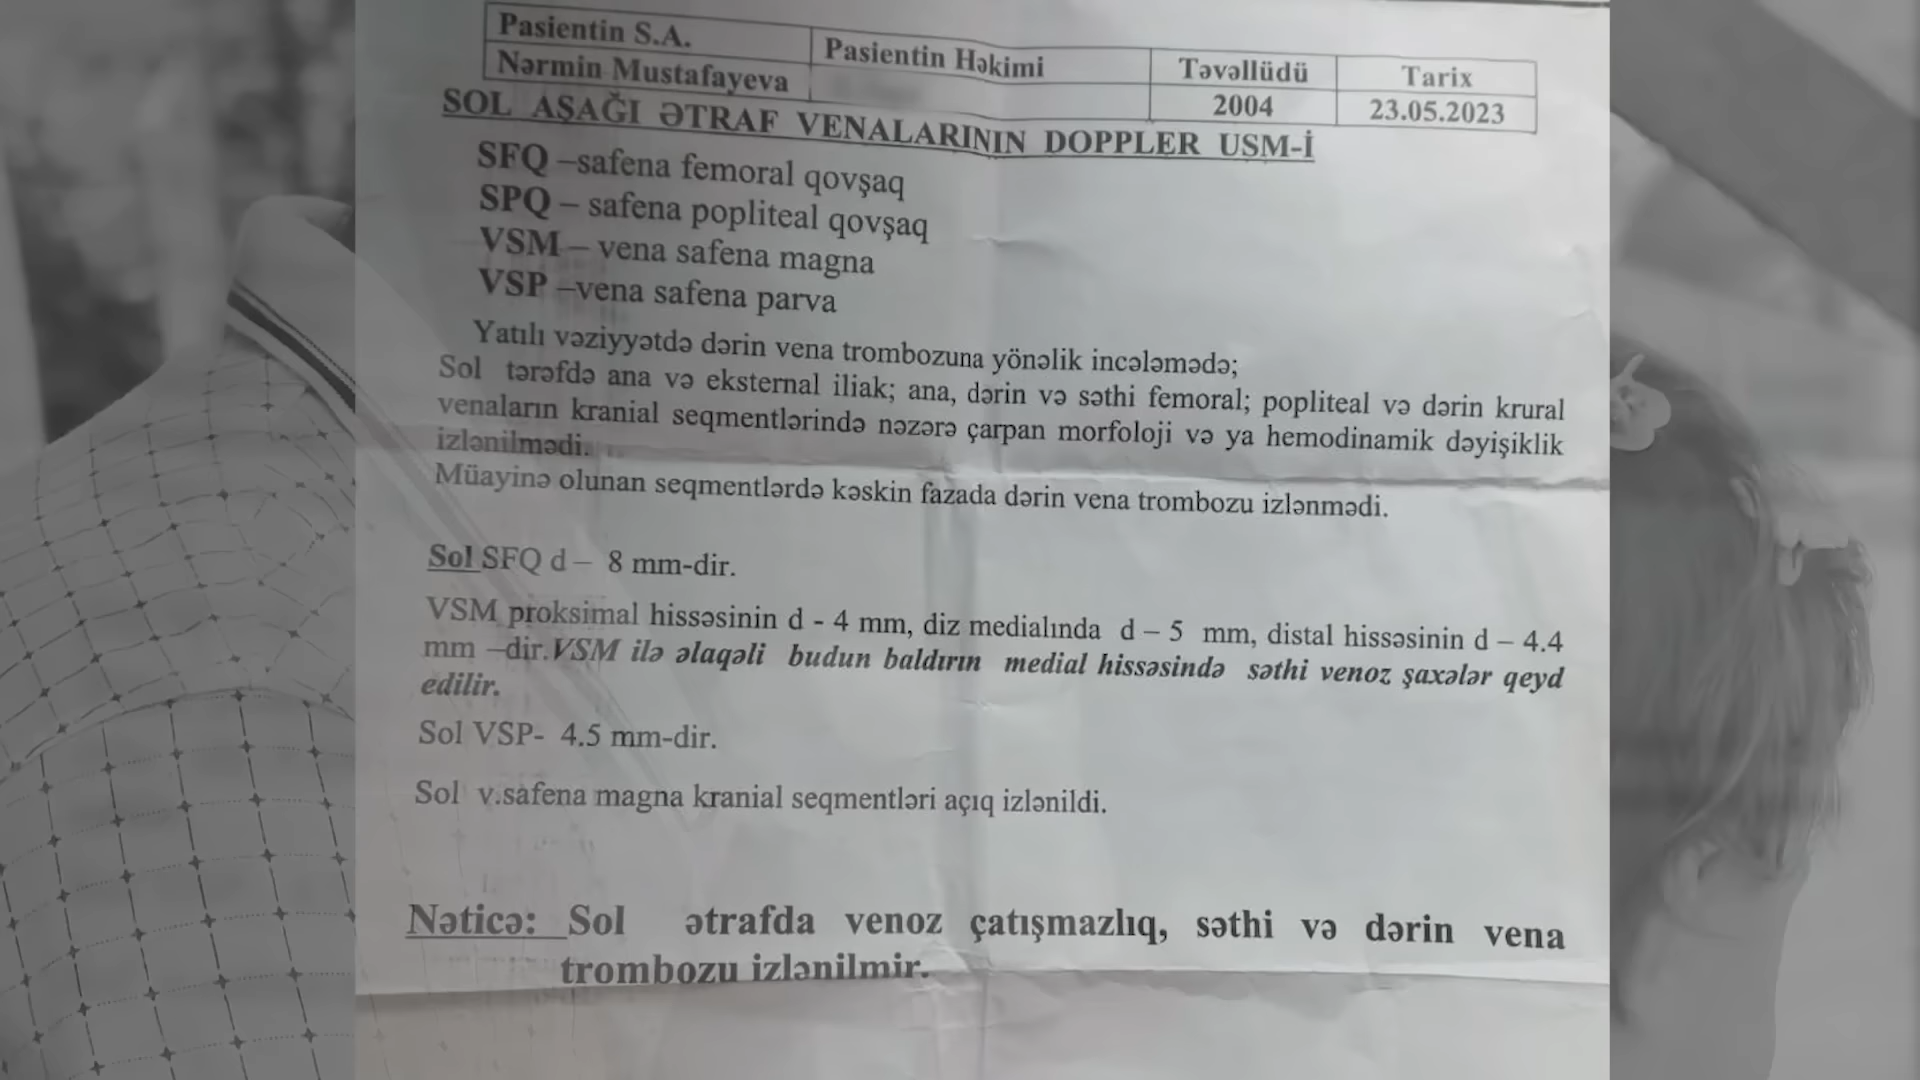 Pasientin S.A.
Pasientin Həkimi
Təvəllüdü
Tarix
Nərmin Mustafayeva
2004
23.05.2023
SOL AŞAĞI ƏTRAF VENALARININ DOPPLER USM-İ
SFQ –safena femoral qovşaq
SPQ – safena popliteal qovşaq
VSM – vena safena magna
VSP –vena safena parva
Yatılı vəziyyətdə dərin vena trombozuna yönəlik incələmədə;
Sol tərəfdə ana və eksternal iliak; ana, dərin və səthi femoral; popliteal və dərin krural
venaların kranial seqmentlərində nəzərə çarpan morfoloji və ya hemodinamik dəyişiklik
izlənilmədi.
Müayinə olunan seqmentlərdə kəskin fazada dərin vena trombozu izlənmədi.
Sol SFQ d – 8 mm-dir.
VSM proksimal hissəsinin d - 4 mm, diz medialında d – 5 mm, distal hissəsinin d – 4.4
mm –dir.VSM ilə əlaqəli budun baldırın medial hissəsində səthi venoz şaxələr qeyd
edilir.
Sol VSP- 4.5 mm-dir.
Sol v.safena magna kranial seqmentləri açıq izlənildi.
Nəticə: Sol ətrafda venoz çatışmazlıq, səthi və dərin vena
trombozu izlənilmir.